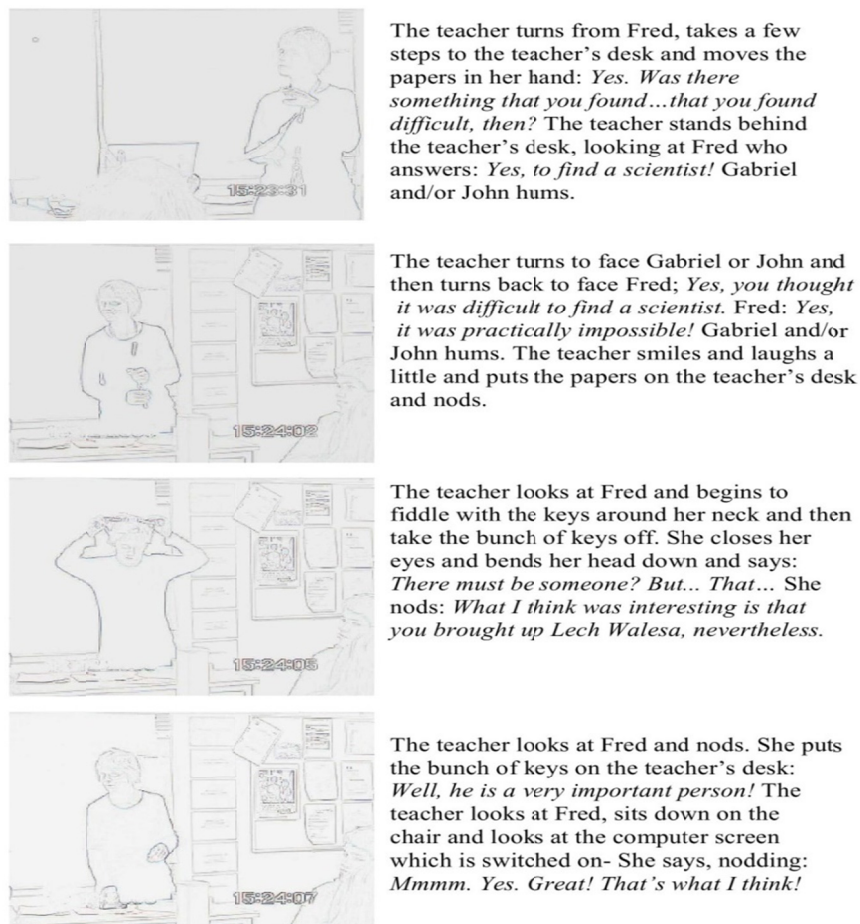 The teacher turns from Fred, takes a few
steps to the teacher's desk and moves the
papers in her hand: Yes. Was there
something that you found...that you found
difficult, then? The teacher stands behind
the teacher's desk, looking at Fred who
answers: Yes, to find a scientist! Gabriel
and/or John hums.
15:23:31
The teacher turns to face Gabriel or John and
then turns back to face Fred; Yes, you thought
it was difficult to find a scientist. Fred: Yes,
it was practically impossible! Gabriel and/or
John hums. The teacher smiles and laughs a
little and puts the papers on the teacher's desk
and nods.
15:24:02
The teacher looks at Fred and begins to
fiddle with the keys around her neck and then
take the bunch of keys off. She closes her
eyes and bends her head down and says:
There must be someone? But... That... She
nods: What I think was interesting is that
you brought up Lech Walesa, nevertheless.
15:24:05
The teacher looks at Fred and nods. She puts
the bunch of keys on the teacher's desk:
Well, he is a very important person! The
teacher looks at Fred, sits down on the
chair and looks at the computer screen
which is switched on- She says, nodding:
Mmmm. Yes. Great! That's what I think!
15:24:07